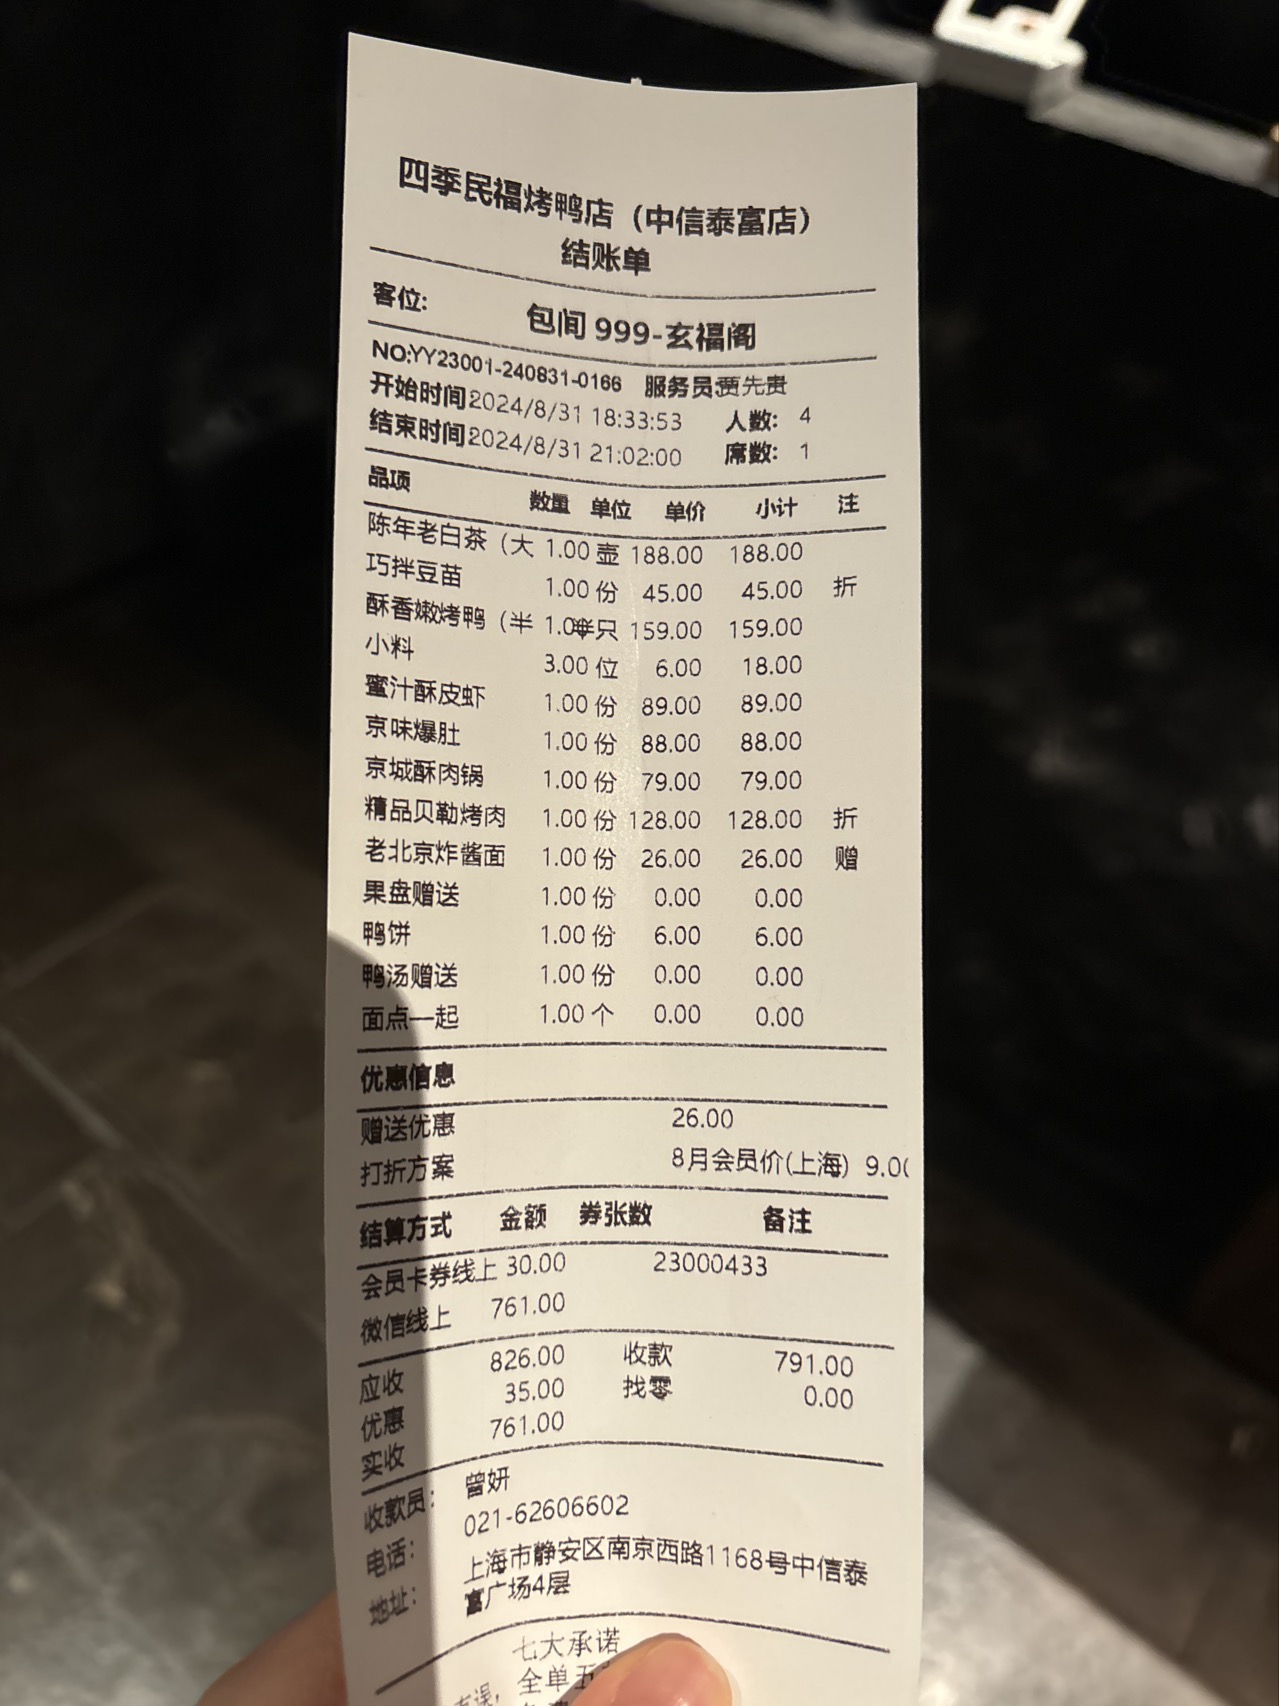 四季民福烤鸭店（中信泰富店）
结账单
客位: 包间 999-玄福阁
NO:YY23001-240831-0166 服务员:贾先贵
开始时间 2024/8/31 18:33:53 人数: 4
结束时间 2024/8/31 21:02:00 席数: 1
品项 数量 单位 单价 小计 注
陈年老白茶（大 1.00 壶 188.00 188.00
巧拌豆苗 1.00 份 45.00 45.00 折
酥香嫩烤鸭（半 1.00 半只 159.00 159.00
小料 3.00 位 6.00 18.00
蜜汁酥皮虾 1.00 份 89.00 89.00
京味爆肚 1.00 份 88.00 88.00
京城酥肉锅 1.00 份 79.00 79.00
精品贝勒烤肉 1.00 份 128.00 128.00 折
老北京炸酱面 1.00 份 26.00 26.00 赠
果盘赠送 1.00 份 0.00 0.00
鸭饼 1.00 份 6.00 6.00
鸭汤赠送 1.00 份 0.00 0.00
面点一起 1.00 个 0.00 0.00
优惠信息
赠送优惠 26.00
打折方案 8月会员价(上海) 9.0
结算方式 金额 券张数 备注
会员卡券线上 30.00 23000433
微信线上 761.00
应收 826.00 收款 791.00
优惠 35.00 找零 0.00
实收 761.00
收款员: 曾妍
电话: 021-62606602
地址: 上海市静安区南京西路1168号中信泰
富广场4层
七大承诺
全单五